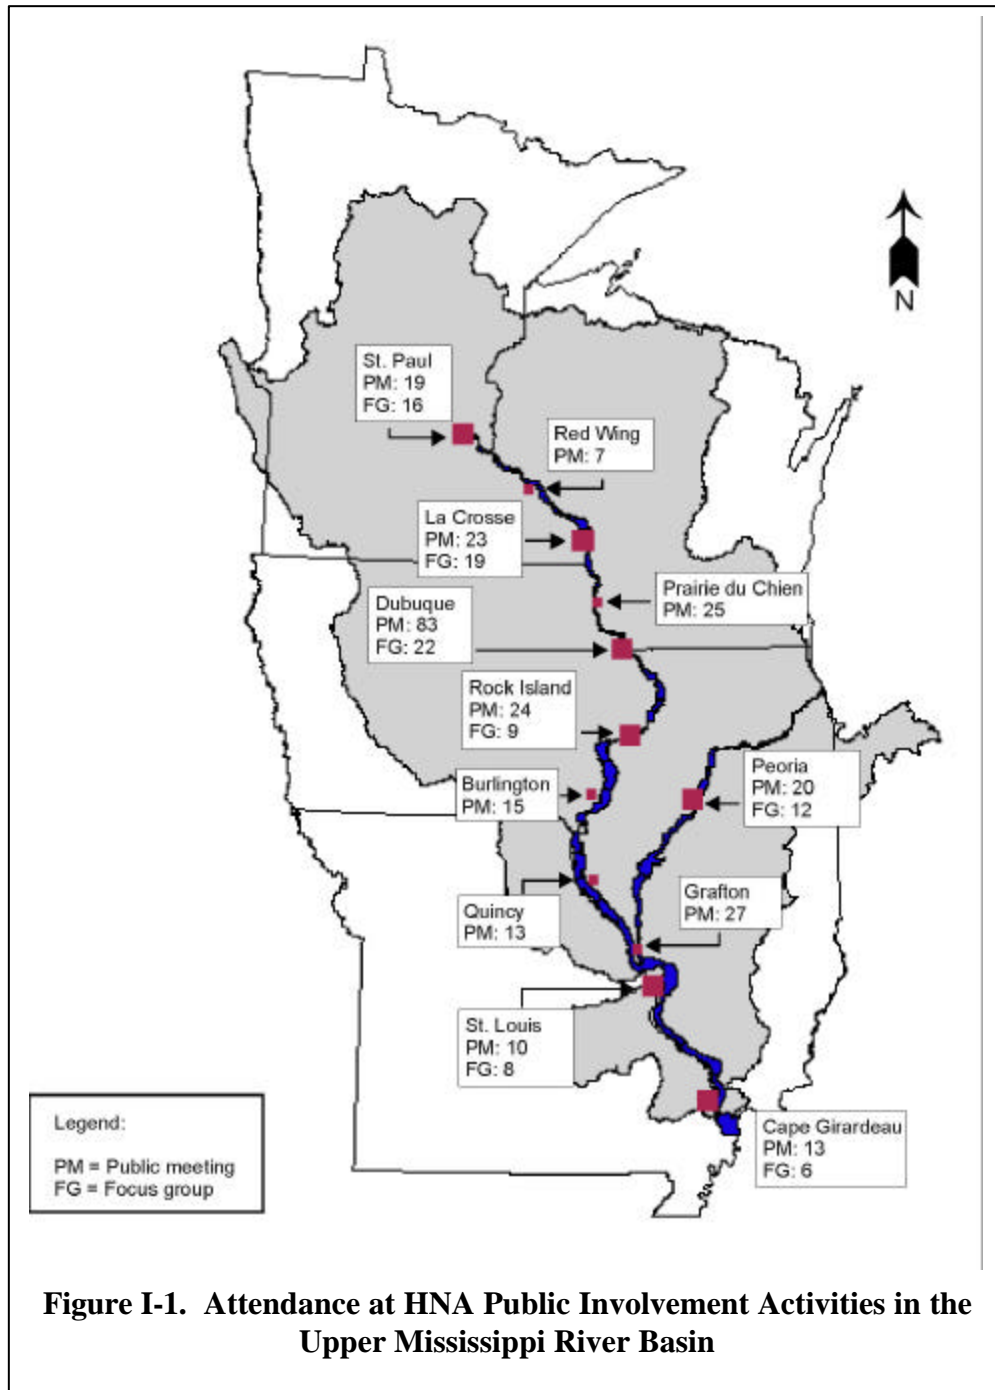 N
St. Paul
PM: 19
FG: 16
Red Wing
PM: 7
La Crosse
PM: 23
FG: 19
Prairie du Chien
PM: 25
Dubuque
PM: 83
FG: 22
Rock Island
PM: 24
FG: 9
Burlington
PM: 15
Peoria
PM: 20
FG: 12
Quincy
PM: 13
Grafton
PM: 27
St. Louis
PM: 10
FG: 8
Cape Girardeau
PM: 13
FG: 6
Legend:
PM = Public meeting
FG = Focus group
Figure I-1. Attendance at HNA Public Involvement Activities in the
Upper Mississippi River Basin